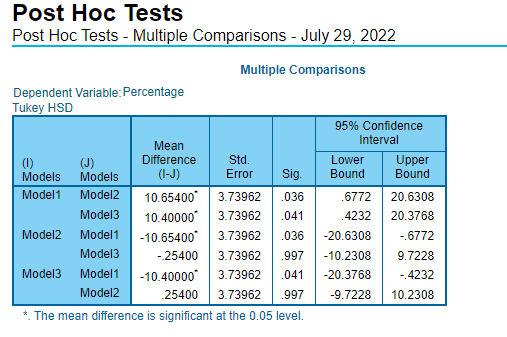 Post Hoc Tests
Post Hoc Tests - Multiple Comparisons - July 29, 2022
Multiple Comparisons
Dependent Variable: Percentage
Tukey HSD
(I) Models (J) Models Mean Difference (I-J) Std. Error Sig. 95% Confidence Interval
Lower Bound Upper Bound
Model1 Model2 10.65400* 3.73962 .036 .6772 20.6308
Model3 10.40000* 3.73962 .041 .4232 20.3768
Model2 Model1 -10.65400* 3.73962 .036 -20.6308 -.6772
Model3 -.25400 3.73962 .997 -10.2308 9.7228
Model3 Model1 -10.40000* 3.73962 .041 -20.3768 -.4232
Model2 .25400 3.73962 .997 -9.7228 10.2308
*. The mean difference is significant at the 0.05 level.